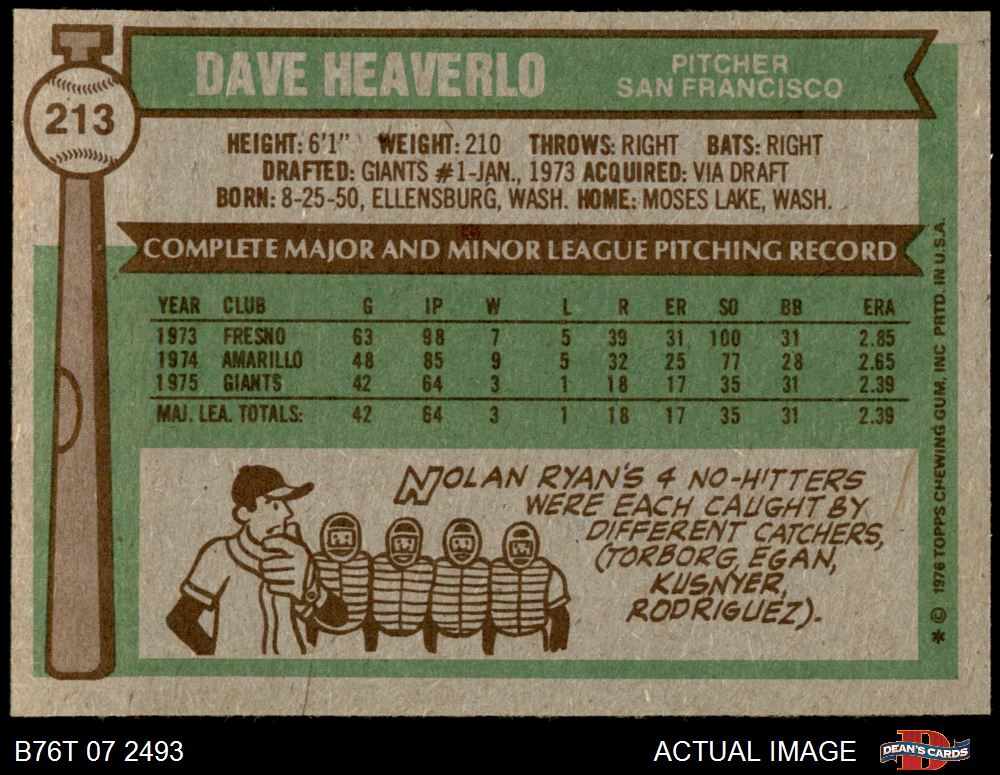 213
DAVE HEAVERLO
PITCHER
SAN FRANCISCO
HEIGHT: 6'1" WEIGHT: 210 THROWS: RIGHT BATS: RIGHT
DRAFTED: GIANTS #1-JAN., 1973 ACQUIRED: VIA DRAFT
BORN: 8-25-50, ELLENSBURG, WASH. HOME: MOSES LAKE, WASH.
COMPLETE MAJOR AND MINOR LEAGUE PITCHING RECORD
YEAR CLUB G IP W L R ER SO BB ERA
1973 FRESNO 63 98 7 5 39 31 100 31 2.85
1974 AMARILLO 48 85 9 5 32 25 77 28 2.65
1975 GIANTS 42 64 3 1 18 17 35 31 2.39
MAJ. LEA. TOTALS: 42 64 3 1 18 17 35 31 2.39
NOLAN RYAN'S 4 NO-HITTERS
WERE EACH CAUGHT BY
DIFFERENT CATCHERS,
(TORBORG, EGAN,
KUSNYER,
RODRIGUEZ).
* © 1976 TOPPS CHEWING GUM, INC PRTD. IN U.S.A.
B76T 07 2493
ACTUAL IMAGE
D
DEAN'S CARDS